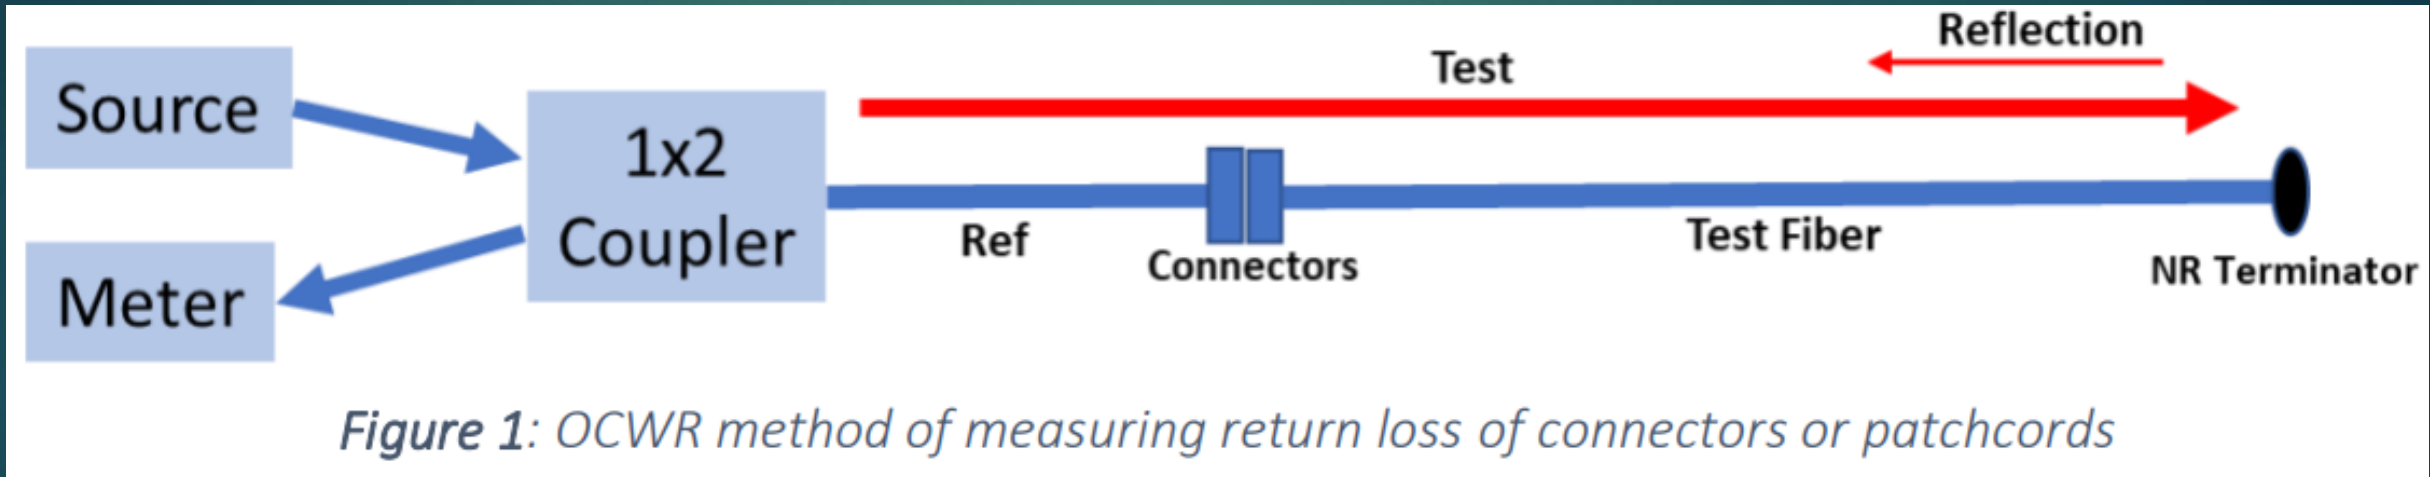 Source
Meter
1x2
Coupler
Test
Reflection
Ref
Connectors
Test Fiber
NR Terminator
Figure 1: OCWR method of measuring return loss of connectors or patchcords